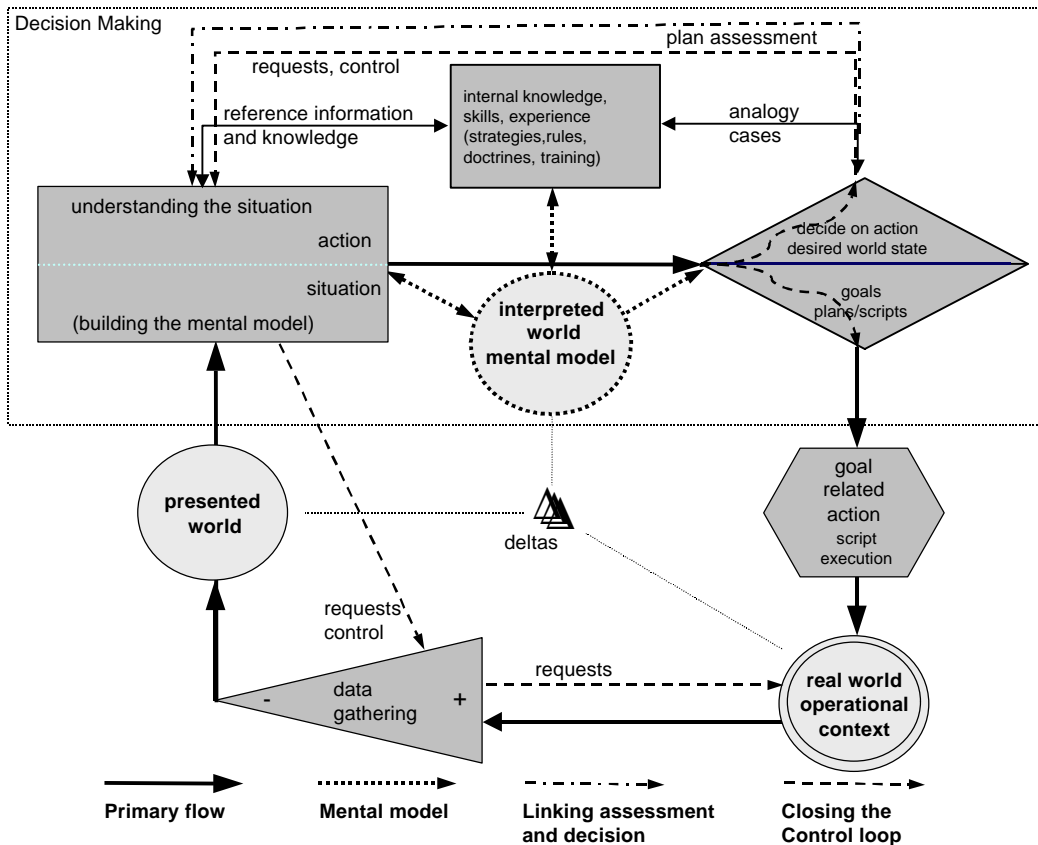 Decision Making
plan assessment
requests, control
reference information
and knowledge
internal knowledge,
skills, experience
(strategies,rules,
doctrines, training)
analogy
cases
understanding the situation
action
situation
(building the mental model)
interpreted
world
mental model
decide on action
desired world state
goals
plans/scripts
presented
world
deltas
goal
related
action
script
execution
requests
control
data
gathering
-
+
requests
real world
operational
context
Primary flow
Mental model
Linking assessment
and decision
Closing the
Control loop